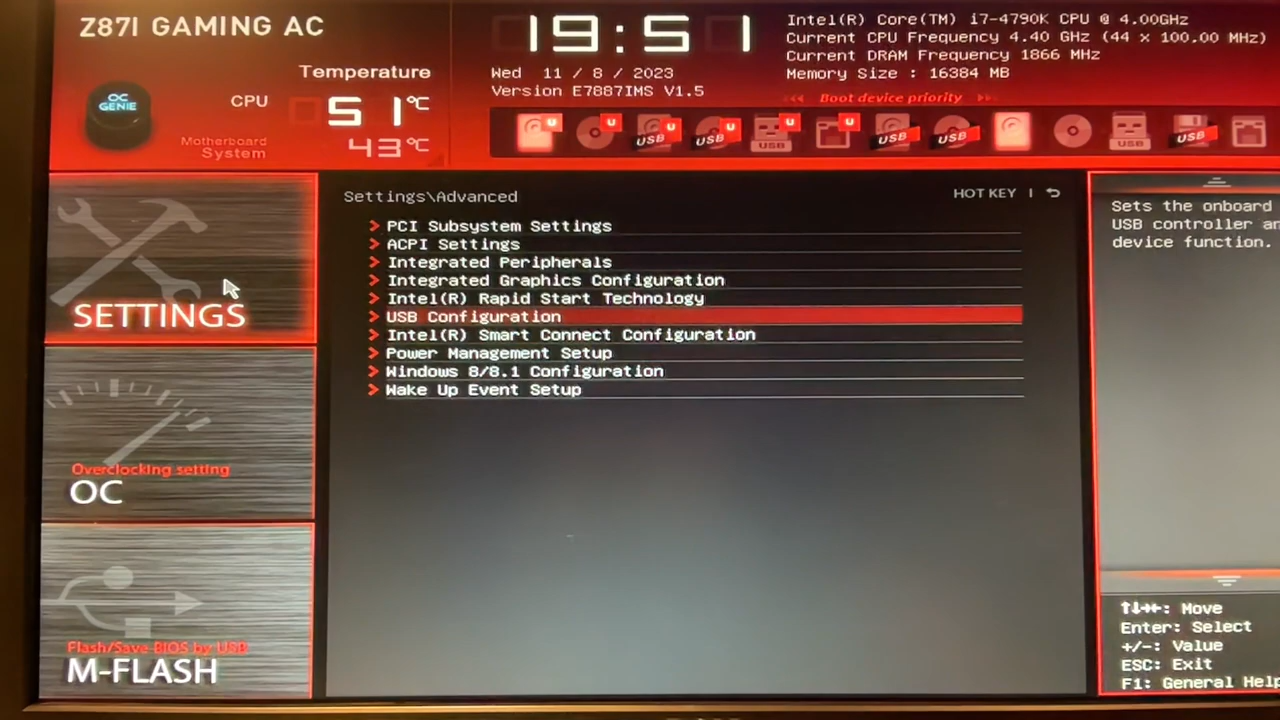 Z87I GAMING AC
OC
GENIE
Temperature
CPU
51°C
Motherboard
System
43°C
19:51
Wed 11 / 8 / 2023
Version E7887IMS V1.5
Intel(R) Core(TM) i7-4790K CPU @ 4.00GHz
Current CPU Frequency 4.40 GHz (44 x 100.00 MHz)
Current DRAM Frequency 1866 MHz
Memory Size : 16384 MB
Boot device priority
U U U U U U
USB USB USB USB USB USB USB
SETTINGS
Overclocking setting
OC
Flash/Save BIOS by USB
M-FLASH
Settings\Advanced
HOT KEY |
> PCI Subsystem Settings
> ACPI Settings
> Integrated Peripherals
> Integrated Graphics Configuration
> Intel(R) Rapid Start Technology
> USB Configuration
> Intel(R) Smart Connect Configuration
> Power Management Setup
> Windows 8/8.1 Configuration
> Wake Up Event Setup
Sets the onboard
USB controller an
device function.
↑↓→←: Move
Enter: Select
+/-: Value
ESC: Exit
F1: General Help